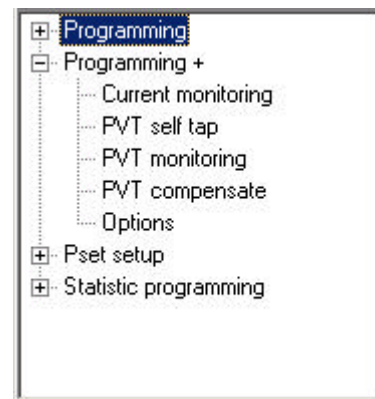 Programming
Programming +
Current monitoring
PVT self tap
PVT monitoring
PVT compensate
Options
Pset setup
Statistic programming